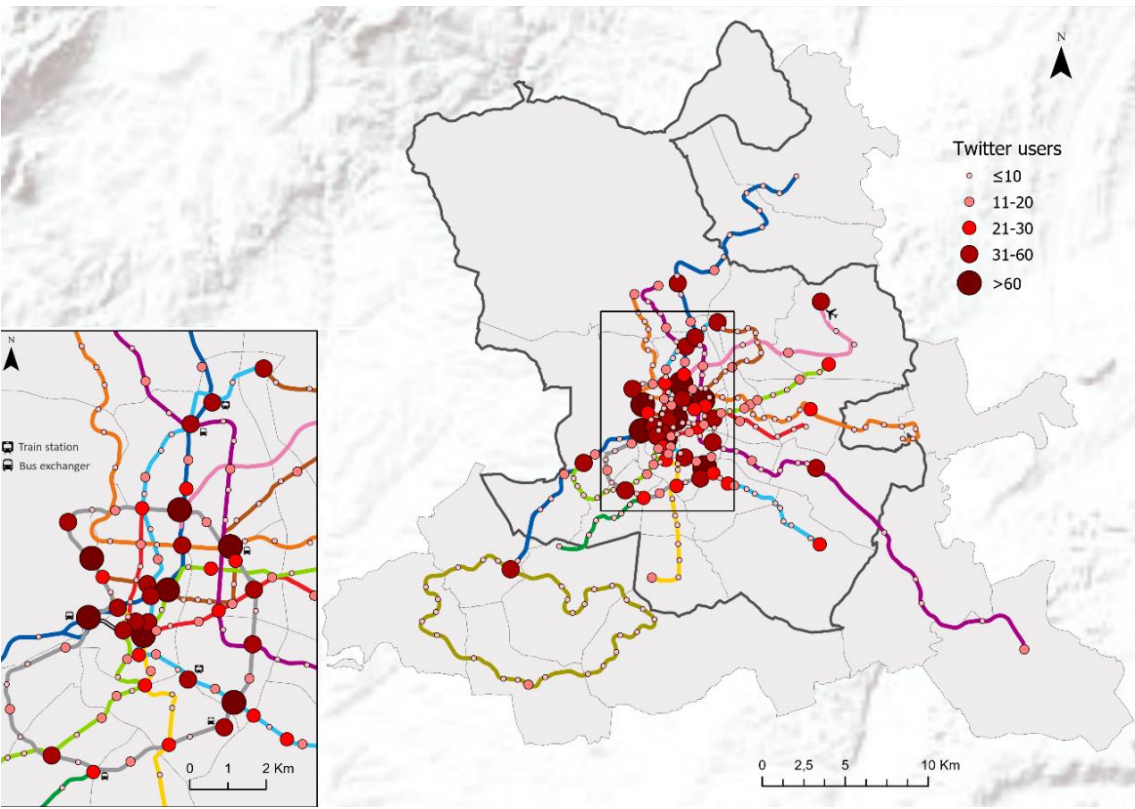 N
Twitter users
≤10
11-20
21-30
31-60
>60
N
Train station
Bus exchanger
0 1 2 Km
0 2,5 5 10 Km